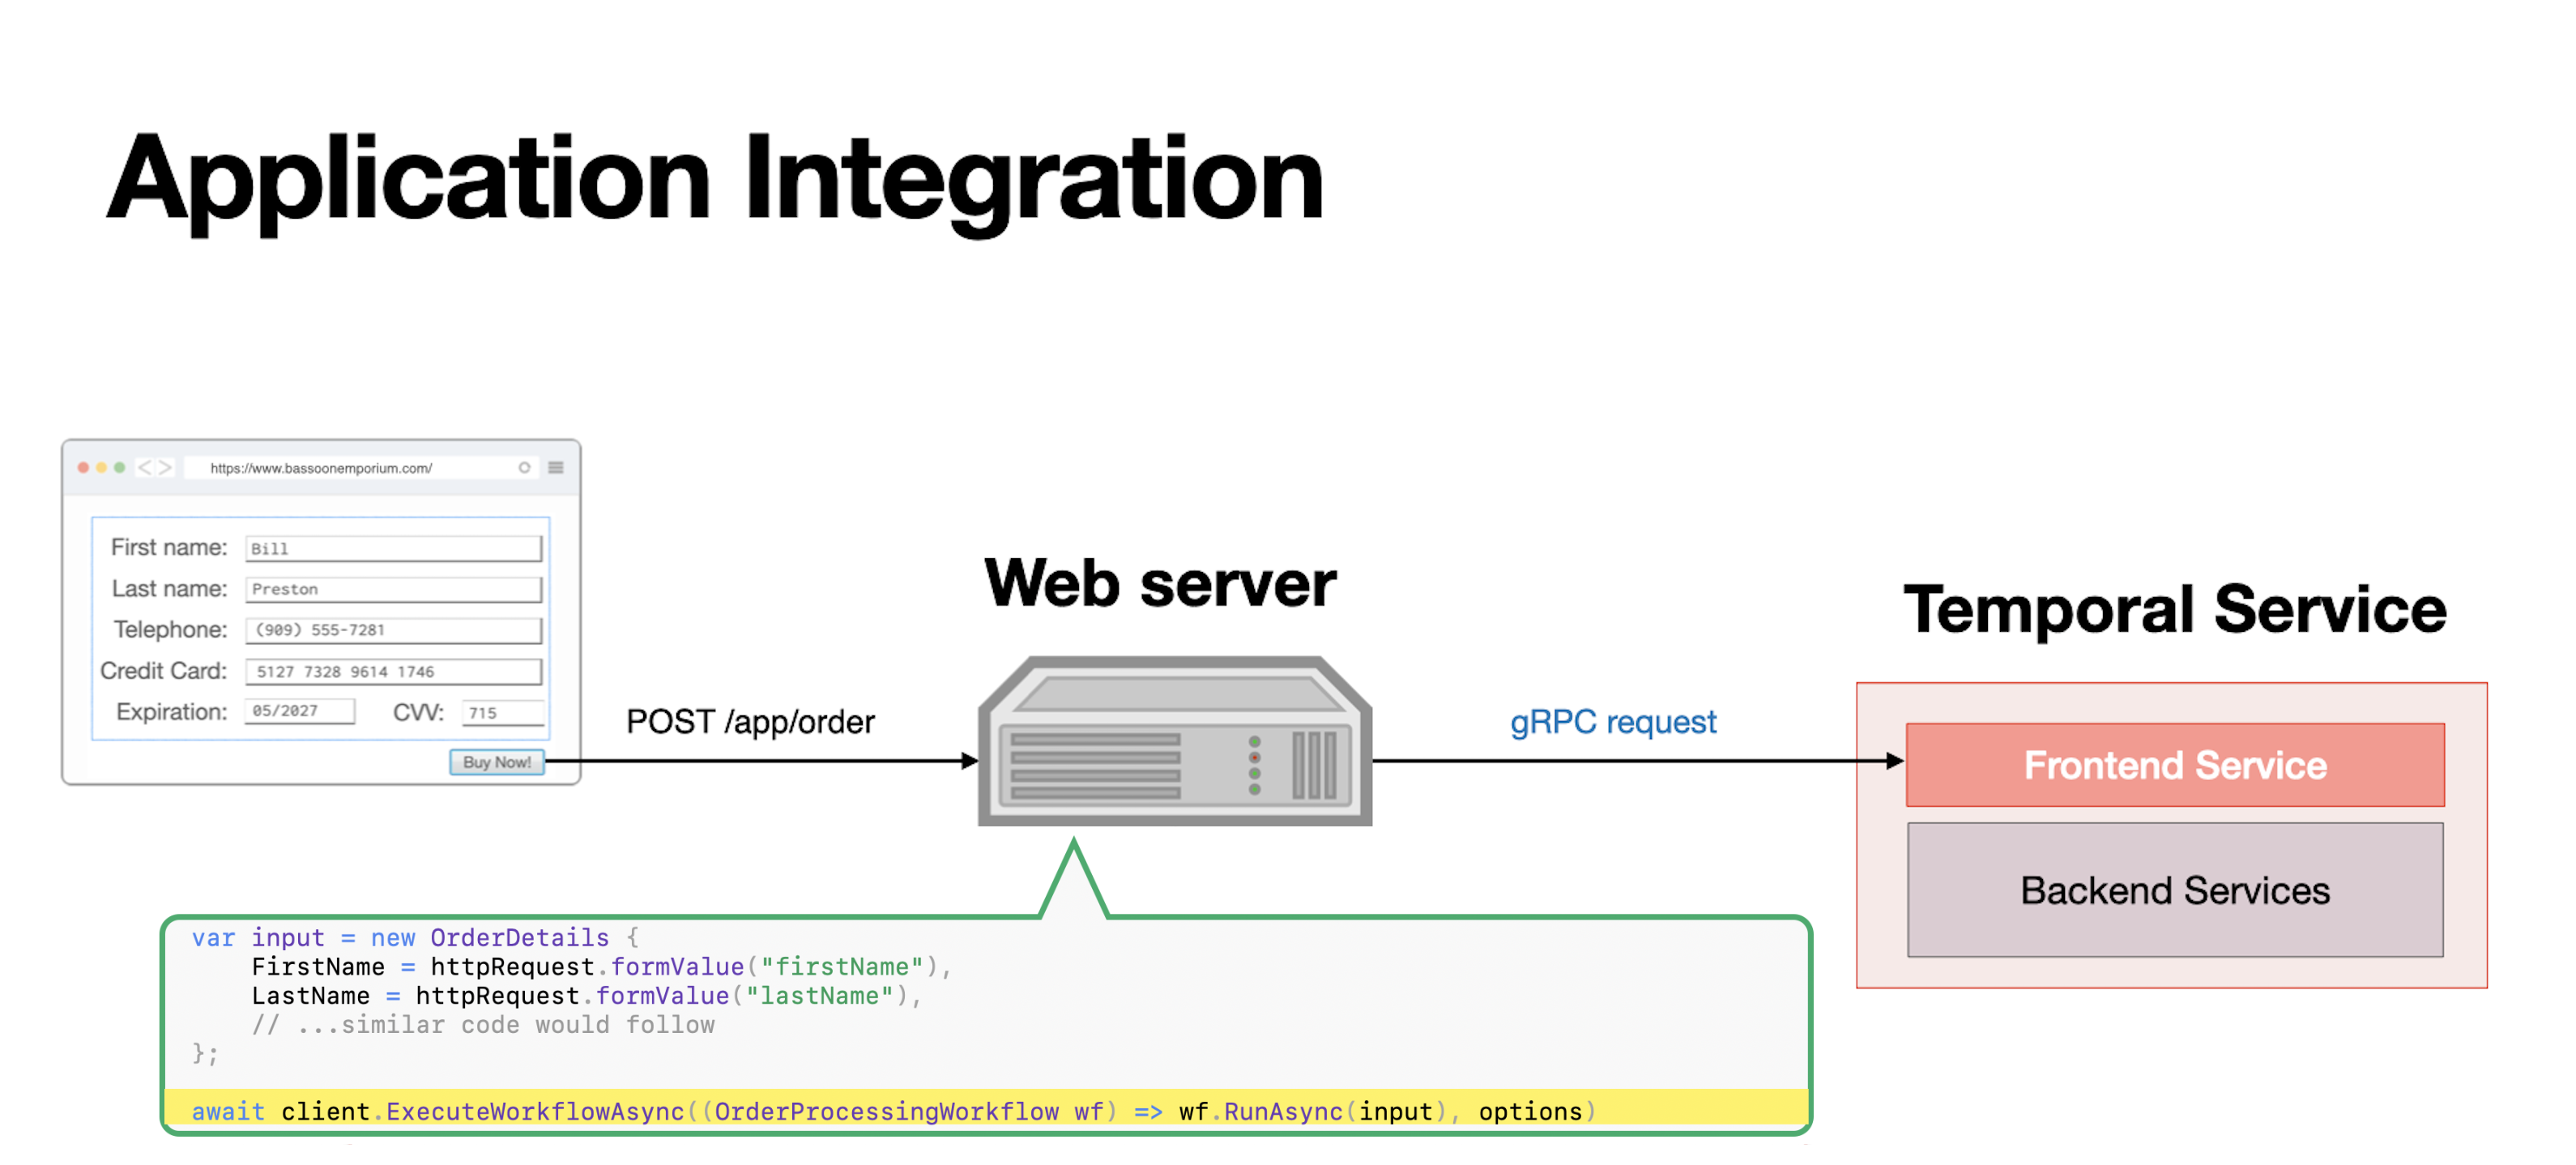 Application Integration
https://www.bassoonemporium.com/
First name: Bill
Last name: Preston
Telephone: (909) 555-7281
Credit Card: 5127 7328 9614 1746
Expiration: 05/2027 CVV: 715
Buy Now!
POST /app/order
Web server
gRPC request
Temporal Service
Frontend Service
Backend Services
var input = new OrderDetails {
    FirstName = httpRequest.formValue("firstName"),
    LastName = httpRequest.formValue("lastName"),
    // ...similar code would follow
};
await client.ExecuteWorkflowAsync((OrderProcessingWorkflow wf) => wf.RunAsync(input), options)